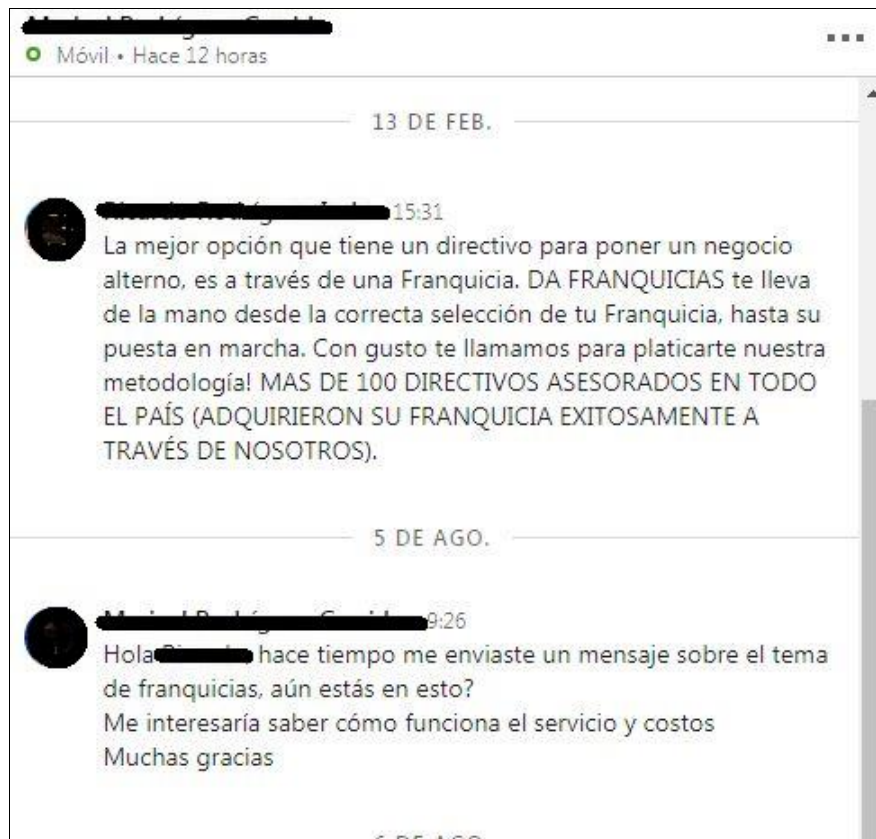 Móvil • Hace 12 horas
13 DE FEB.
15:31
La mejor opción que tiene un directivo para poner un negocio
alterno, es a través de una Franquicia. DA FRANQUICIAS te lleva
de la mano desde la correcta selección de tu Franquicia, hasta su
puesta en marcha. Con gusto te llamamos para platicarte nuestra
metodología! MAS DE 100 DIRECTIVOS ASESORADOS EN TODO
EL PAÍS (ADQUIRIERON SU FRANQUICIA EXITOSAMENTE A
TRAVÉS DE NOSOTROS).
5 DE AGO.
9:26
Hola hace tiempo me enviaste un mensaje sobre el tema
de franquicias, aún estás en esto?
Me interesaría saber cómo funciona el servicio y costos
Muchas gracias